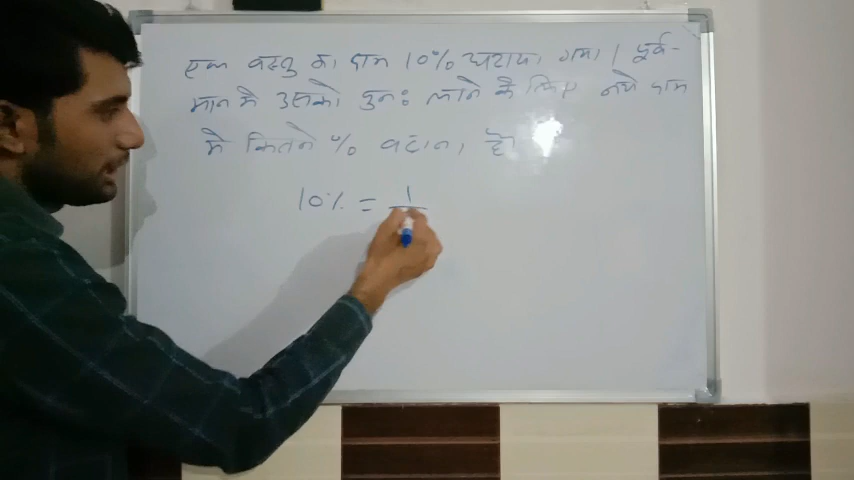 एक वस्तु का दाम 10% घटाया गया। पूर्व-
मान मे उसको पुनः लाने के लिए नये दाम
मे कितने % बढाना हो
10% = 1